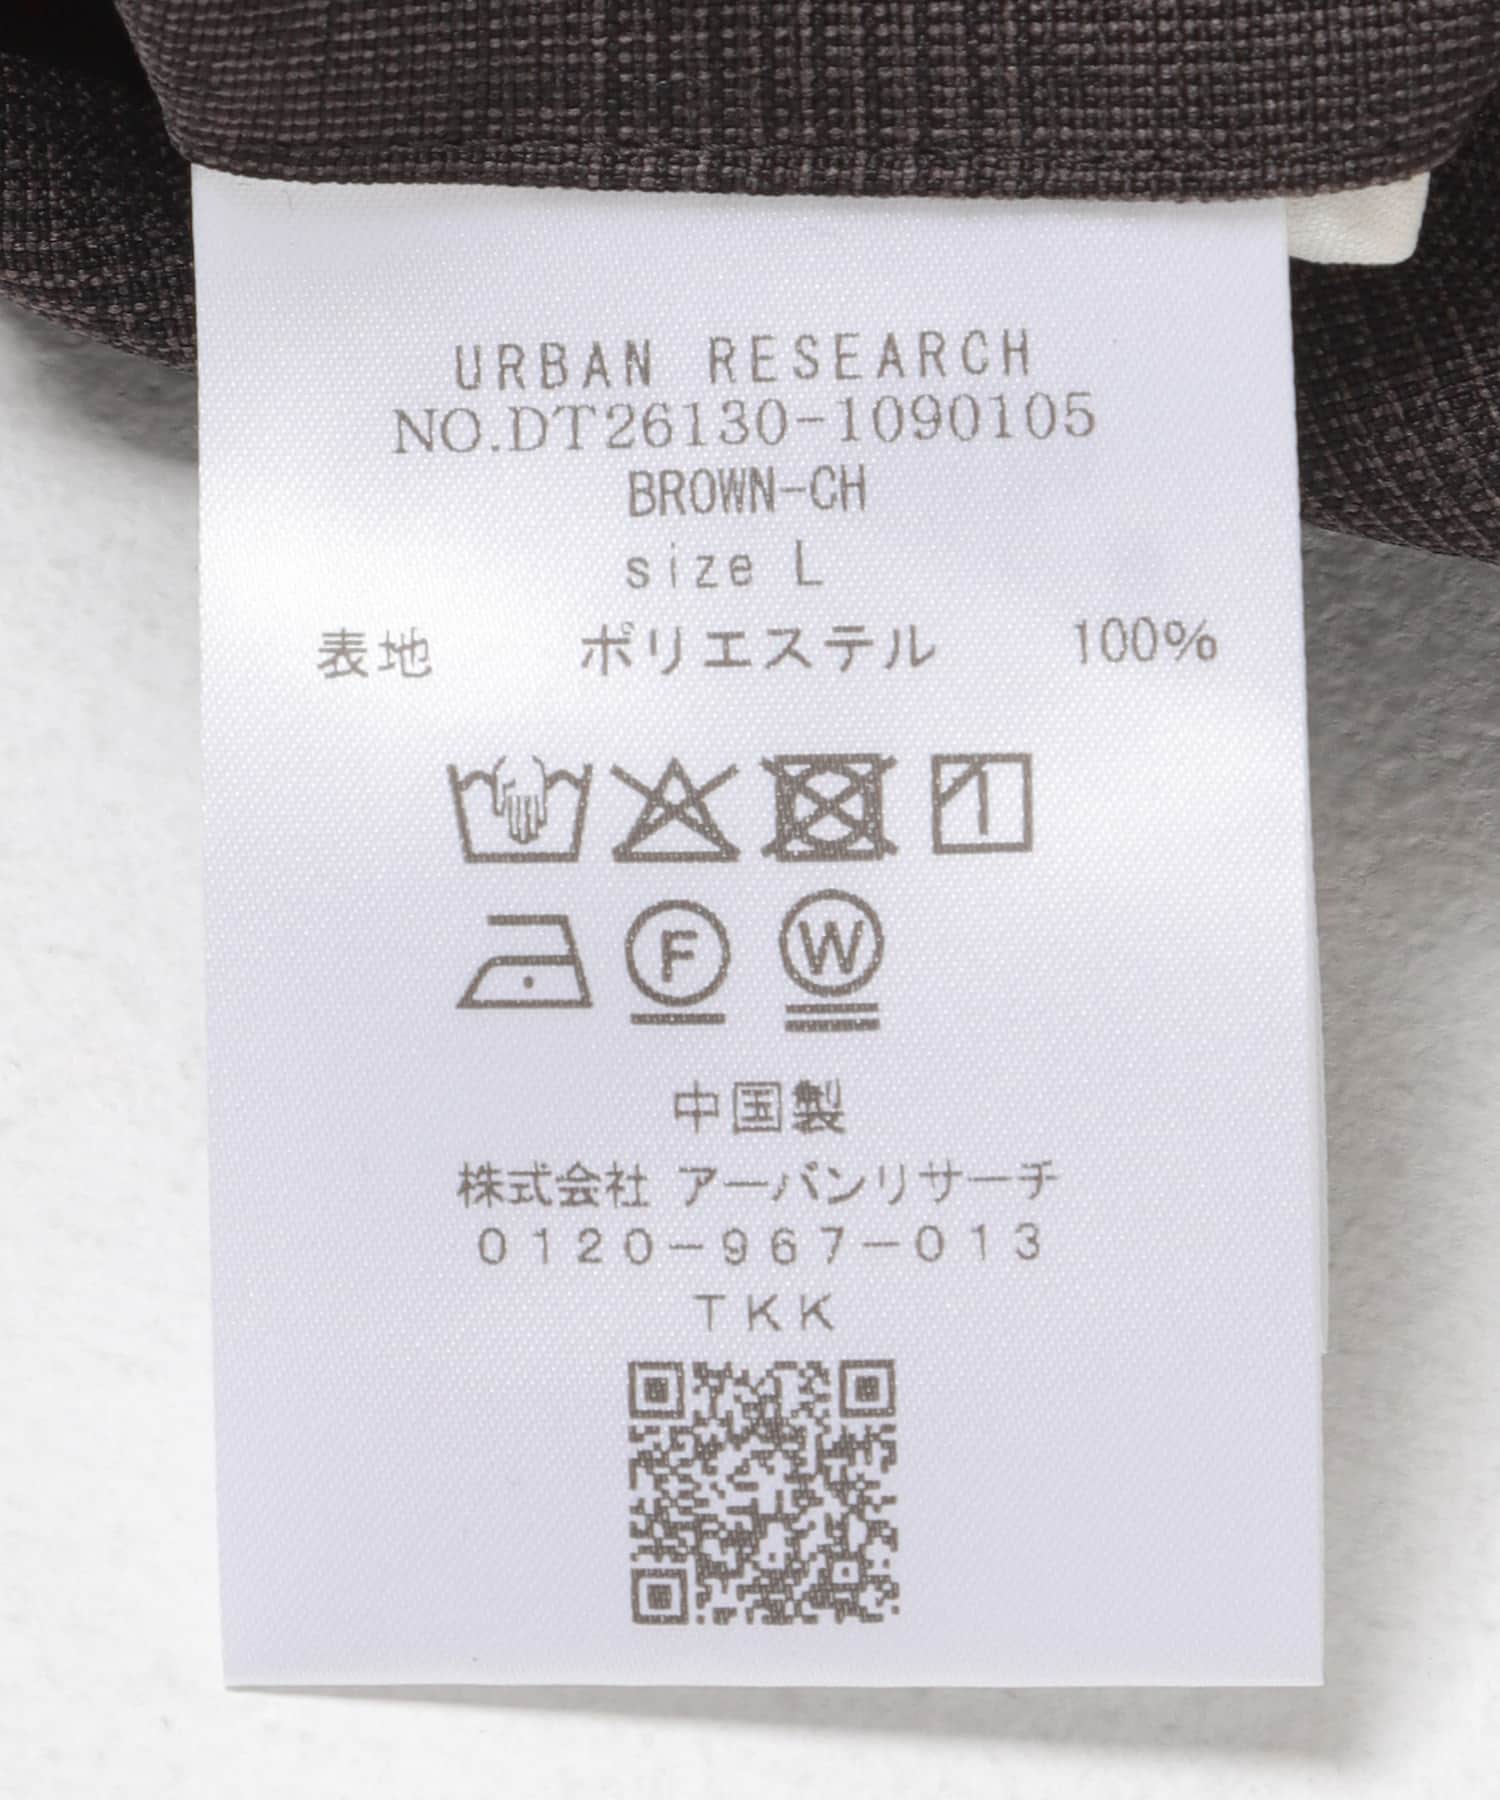 URBAN RESEARCH
NO.DT26130-1090105
BROWN-CH
size L
表地 ポリエステル 100%
F W
中国製
株式会社 アーバンリサーチ
0120-967-013
TKK